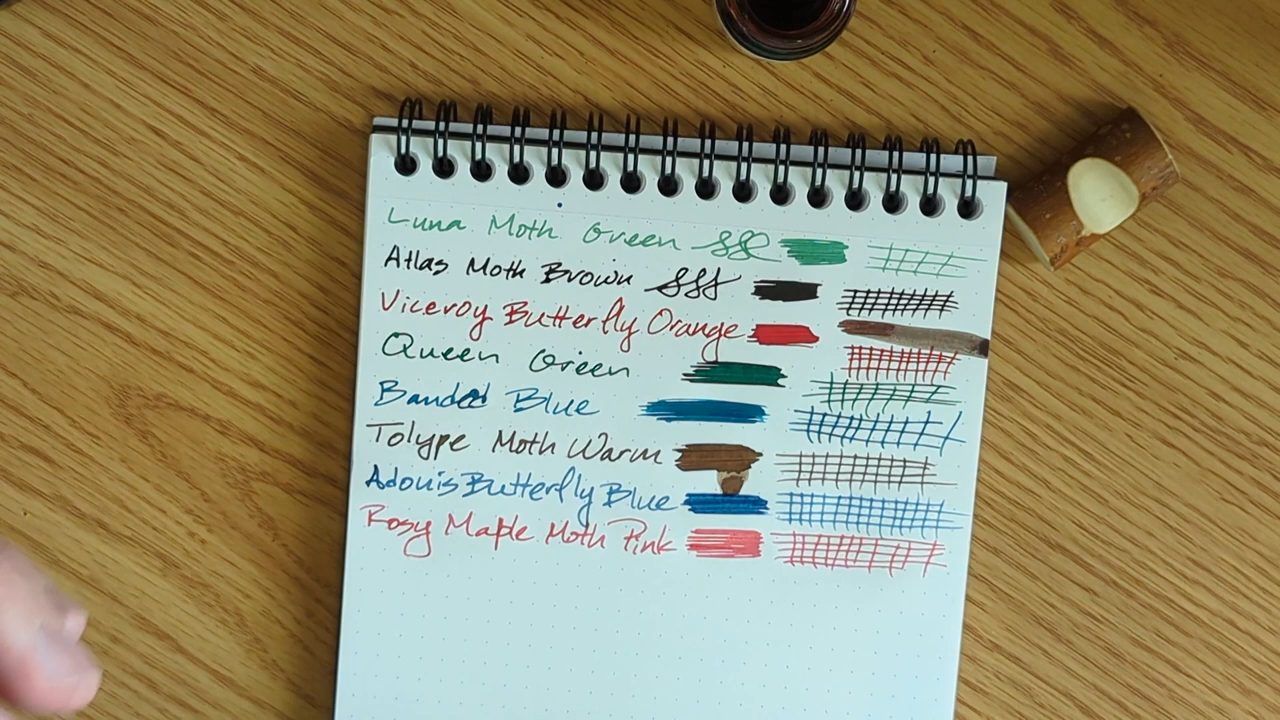 Luna Moth Green
Atlas Moth Brown
Viceroy Butterfly Orange
Queen Green
Banded Blue
Tolype Moth Warm
Adonis Butterfly Blue
Rosy Maple Moth Pink